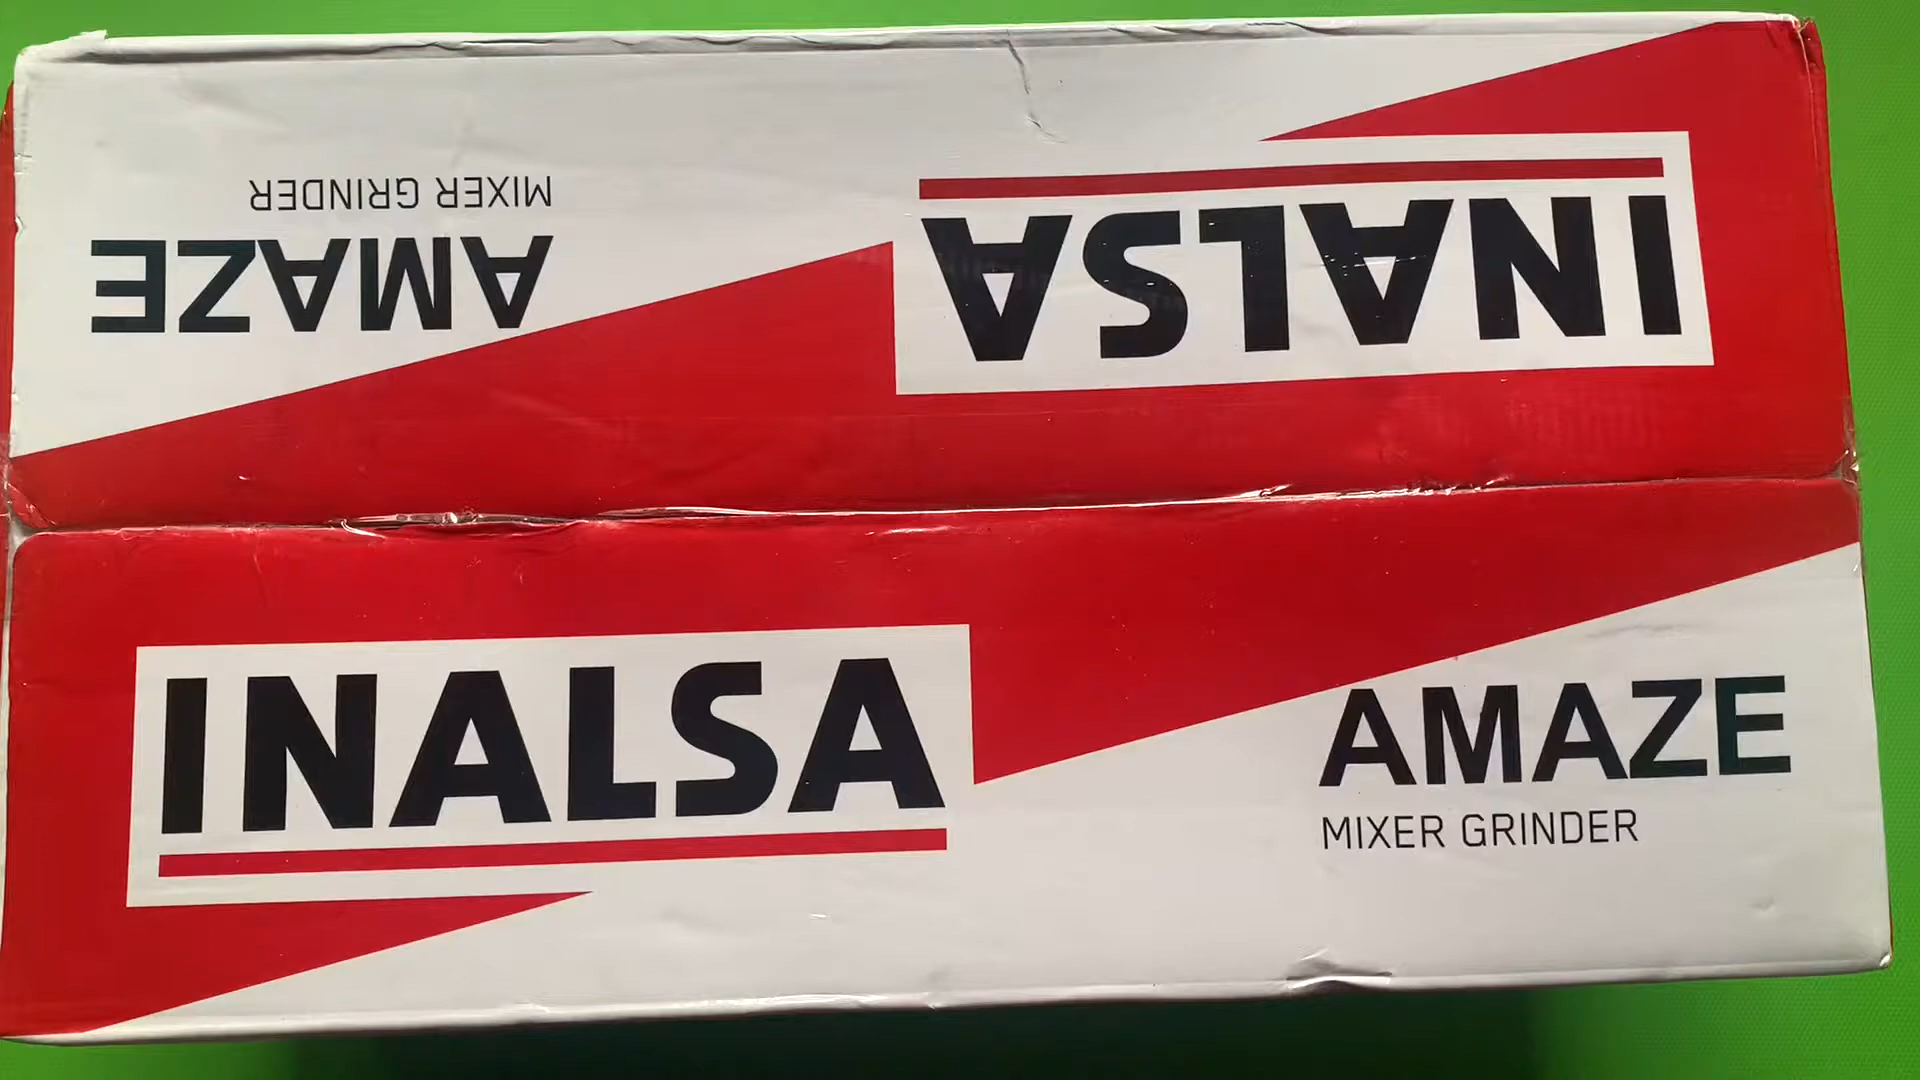 MIXER GRINDER
AMAZE
INALSA
INALSA
AMAZE
MIXER GRINDER